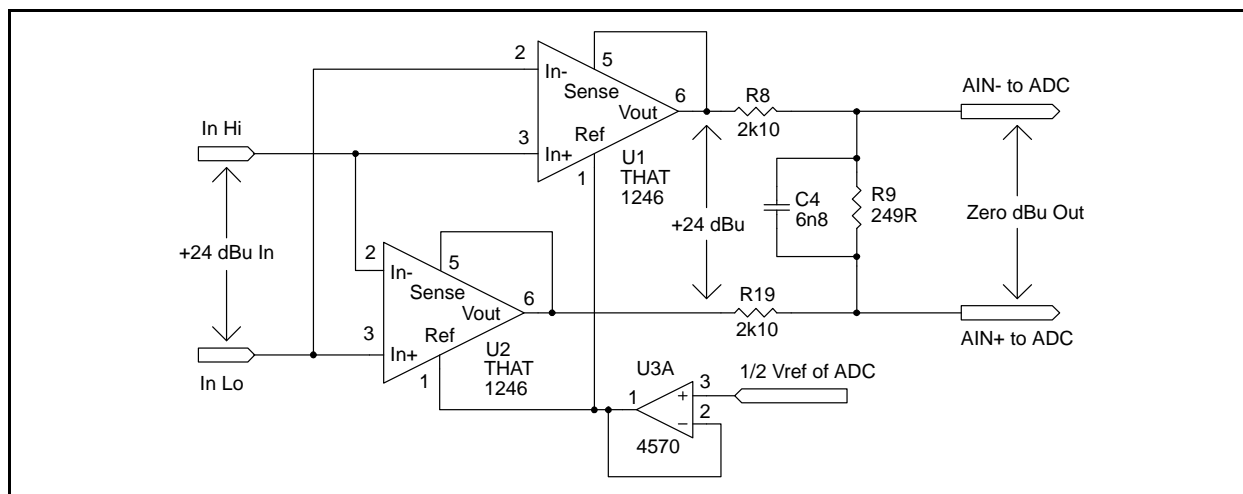 5
2
In-
Sense
6
Vout
R8
2k10
AIN- to ADC
In Hi
3
In+
Ref
1
U1
THAT
1246
C4
6n8
R9
249R
+24 dBu In
+24 dBu
Zero dBu Out
5
2
In-
Sense
6
Vout
R19
2k10
3
In+
Ref
1
U2
THAT
1246
AIN+ to ADC
In Lo
U3A
1/2 Vref of ADC
1
3
+
2
−
4570